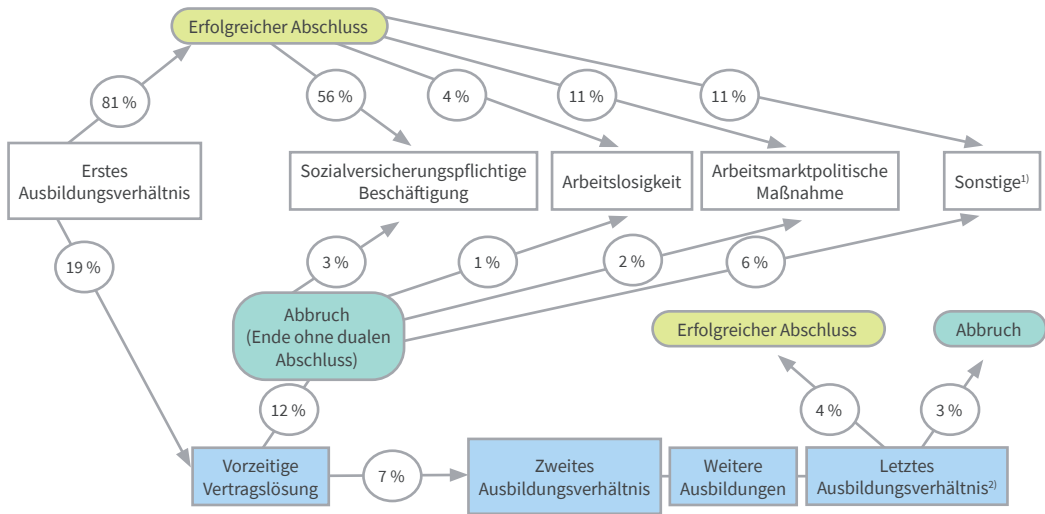 Erfolgreicher Abschluss
81 %
56 %
4 %
11 %
11 %
Erstes
Ausbildungsverhältnis
Sozialversicherungspflichtige
Beschäftigung
Arbeitslosigkeit
Arbeitsmarktpolitische
Maßnahme
Sonstige¹⁾
19 %
3 %
1 %
2 %
6 %
Abbruch
(Ende ohne dualen
Abschluss)
Erfolgreicher Abschluss
Abbruch
12 %
4 %
3 %
Vorzeitige
Vertragslösung
7 %
Zweites
Ausbildungsverhältnis
Weitere
Ausbildungen
Letztes
Ausbildungsverhältnis²⁾